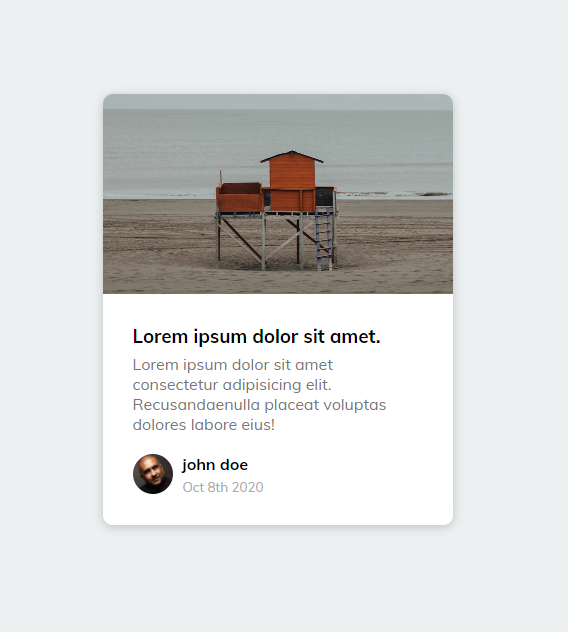 Lorem ipsum dolor sit amet.
Lorem ipsum dolor sit amet
consectetur adipisicing elit.
Recusandaenulla placeat voluptas
dolores labore eius!
john doe
Oct 8th 2020